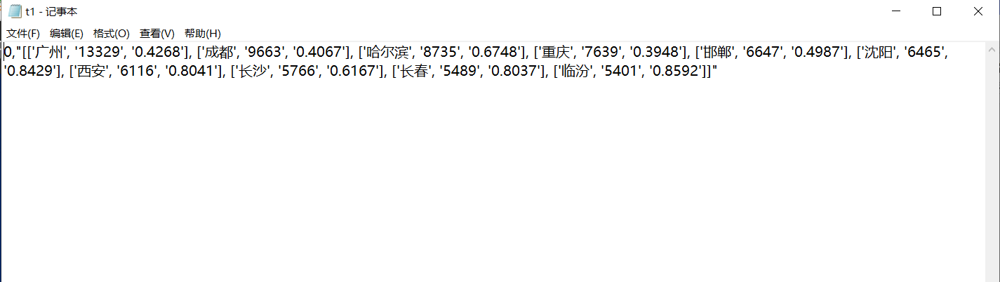 t1 - 记事本
文件(F) 编辑(E) 格式(O) 查看(V) 帮助(H)
0,"[['广州', '13329', '0.4268'], ['成都', '9663', '0.4067'], ['哈尔滨', '8735', '0.6748'], ['重庆', '7639', '0.3948'], ['邯郸', '6647', '0.4987'], ['沈阳', '6465',
'0.8429'], ['西安', '6116', '0.8041'], ['长沙', '5766', '0.6167'], ['长春', '5489', '0.8037'], ['临汾', '5401', '0.8592']]"